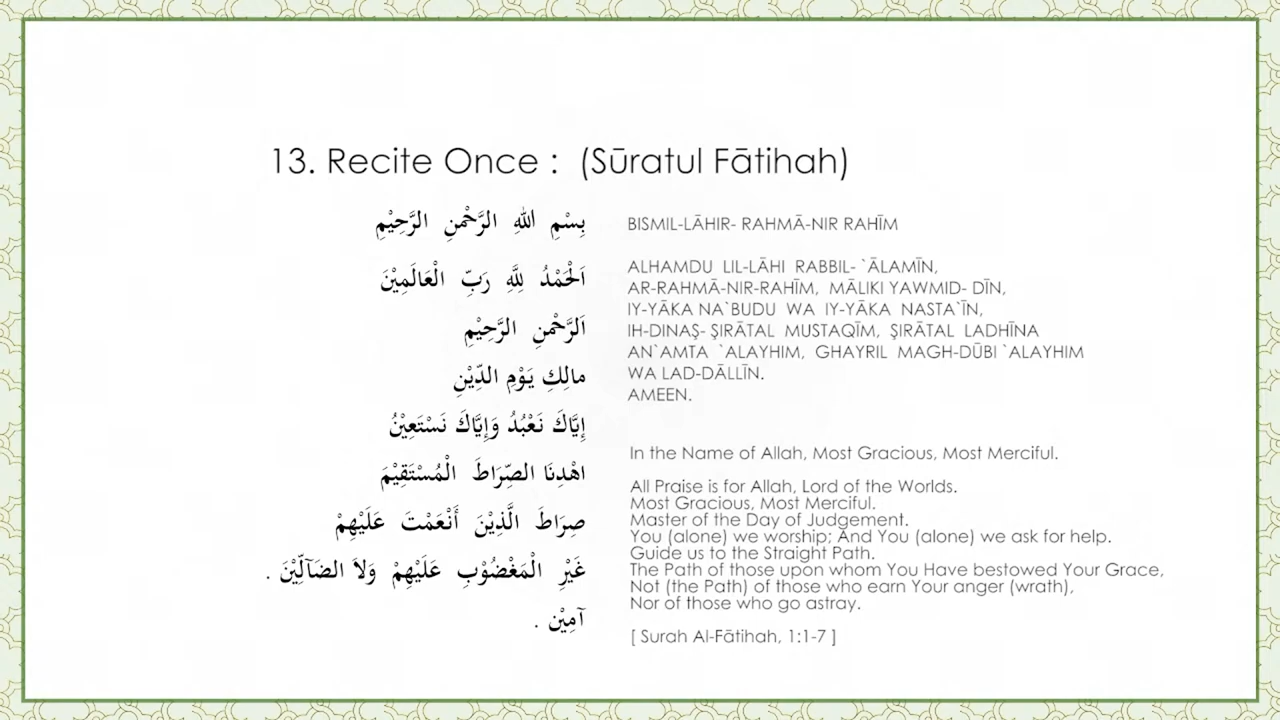 13. Recite Once : (Sūratul Fātihah)
بِسْمِ اللهِ الرَّحْمٰنِ الرَّحِيْمِ
اَلْحَمْدُ لِلَّهِ رَبِّ الْعَالَمِيْنَ
اَلرَّحْمٰنِ الرَّحِيْمِ
مالِكِ يَوْمِ الدِّيْنِ
إِيَّاكَ نَعْبُدُ وَإِيَّاكَ نَسْتَعِيْنُ
اهْدِنَا الصِّرَاطَ الْمُسْتَقِيْمَ
صِرَاطَ الَّذِيْنَ أَنْعَمْتَ عَلَيْهِمْ
غَيْرِ الْمَغْضُوْبِ عَلَيْهِمْ وَلاَ الضَآلِّيْنَ .
آمِيْن .
BISMIL-LĀHIR- RAHMĀ-NIR RAHĪM
ALHAMDU LIL-LĀHI RABBIL- `ĀLAMĪN,
AR-RAHMĀ-NIR-RAHĪM, MĀLIKI YAWMID- DĪN,
IY-YĀKA NA`BUDU WA IY-YĀKA NASTA`ĪN,
IH-DINAŞ- ŞIRĀTAL MUSTAQĪM, ŞIRĀTAL LADHĪNA
AN`AMTA `ALAYHIM, GHAYRIL MAGH-DŪBI `ALAYHIM
WA LAD-DĀLLĪN.
AMEEN.
In the Name of Allah, Most Gracious, Most Merciful.
All Praise is for Allah, Lord of the Worlds.
Most Gracious, Most Merciful.
Master of the Day of Judgement.
You (alone) we worship; And You (alone) we ask for help.
Guide us to the Straight Path.
The Path of those upon whom You Have bestowed Your Grace,
Not (the Path) of those who earn Your anger (wrath),
Nor of those who go astray.
[ Surah Al-Fātihah, 1:1-7 ]